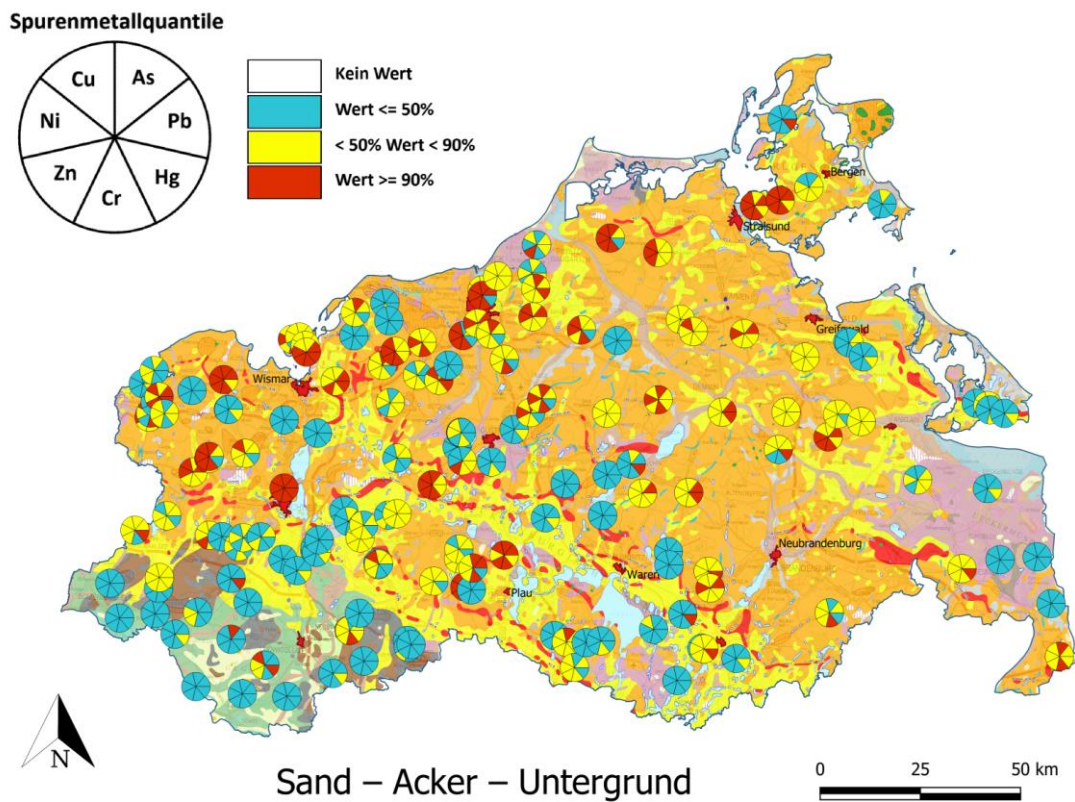 Spurenmetallquantile
Cu
As
Ni
Pb
Zn
Hg
Cr
Kein Wert
Wert <= 50%
< 50% Wert < 90%
Wert >= 90%
Bergen
Stralsund
Greifswald
Wismar
Neubrandenburg
Waren
Plau
N
Sand – Acker – Untergrund
0 25 50 km